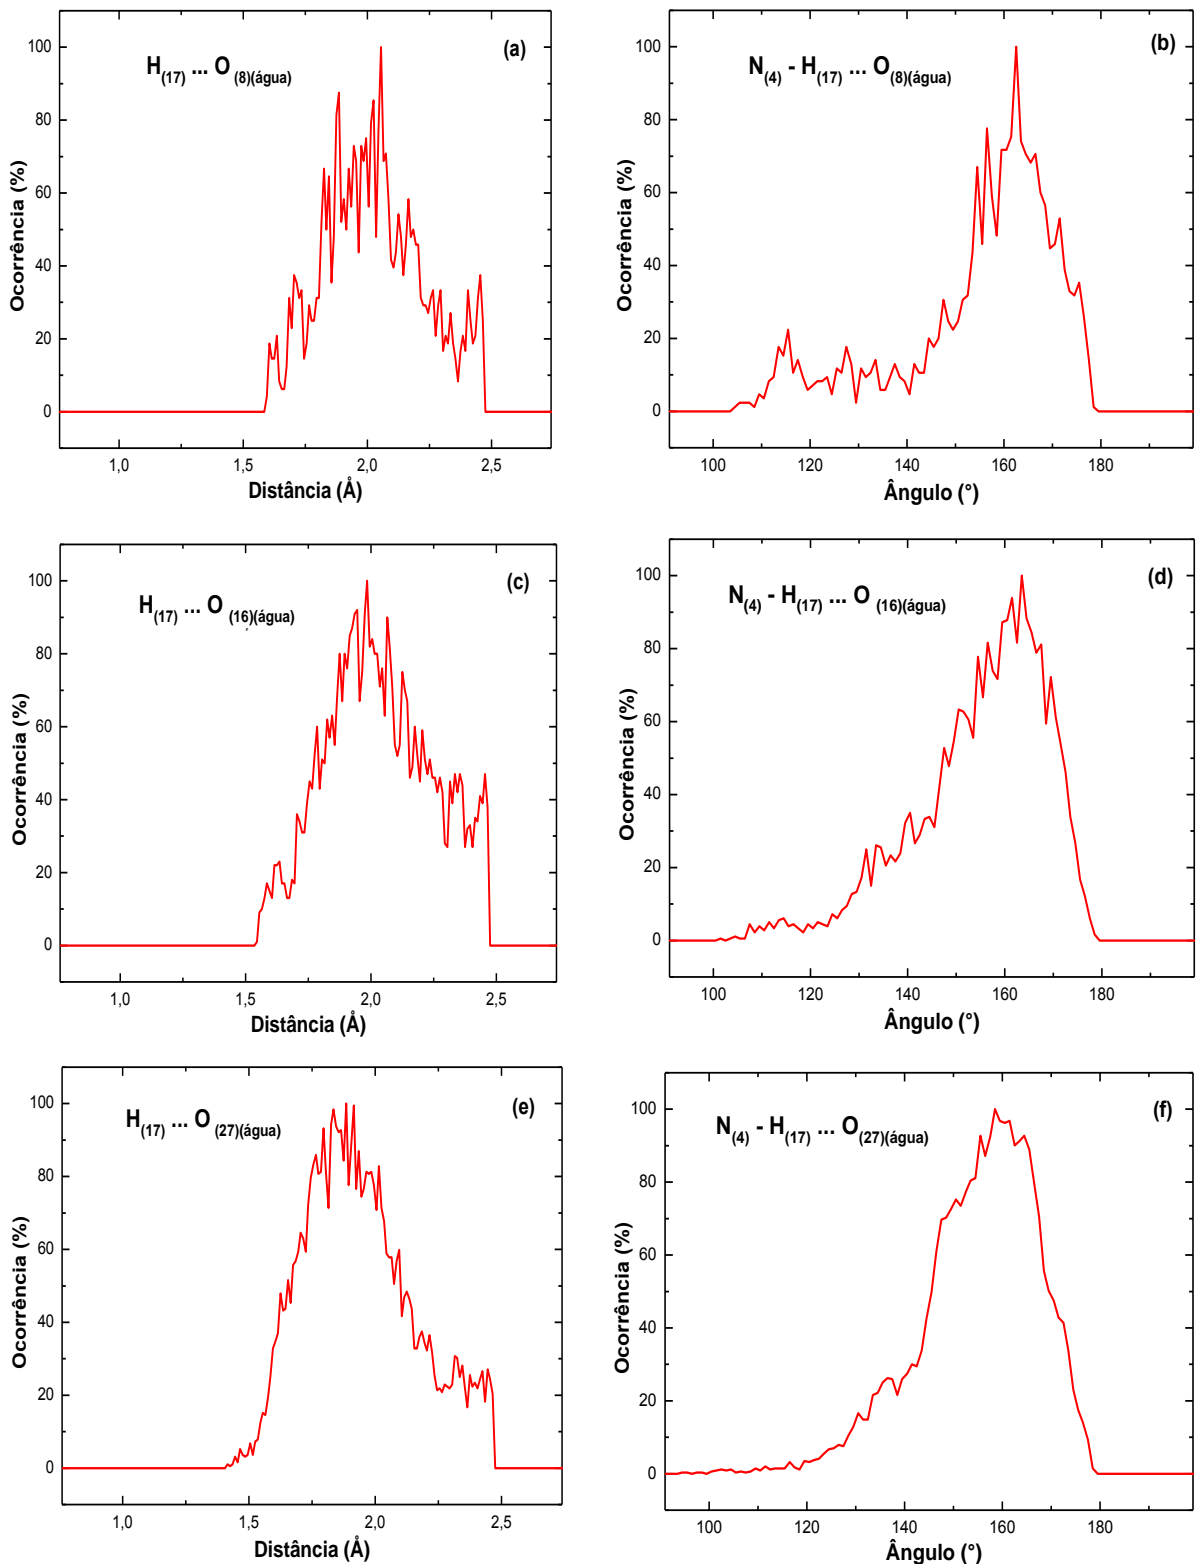 (a)
H(17) ... O (8)(água)
Ocorrência (%)
100
80
60
40
20
0
1,0
1,5
2,0
2,5
Distância (Å)
(b)
N(4) - H(17) ... O(8)(água)
Ocorrência (%)
100
80
60
40
20
0
100
120
140
160
180
Ângulo (°)
(c)
H(17) ... O (16)(água)
Ocorrência (%)
100
80
60
40
20
0
1,0
1,5
2,0
2,5
Distância (Å)
(d)
N(4) - H(17) ... O (16)(água)
Ocorrência (%)
100
80
60
40
20
0
100
120
140
160
180
Ângulo (°)
(e)
H(17) ... O (27)(água)
Ocorrência (%)
100
80
60
40
20
0
1,0
1,5
2,0
2,5
Distância (Å)
(f)
N(4) - H(17) ... O(27)(água)
Ocorrência (%)
100
80
60
40
20
0
100
120
140
160
180
Ângulo (°)